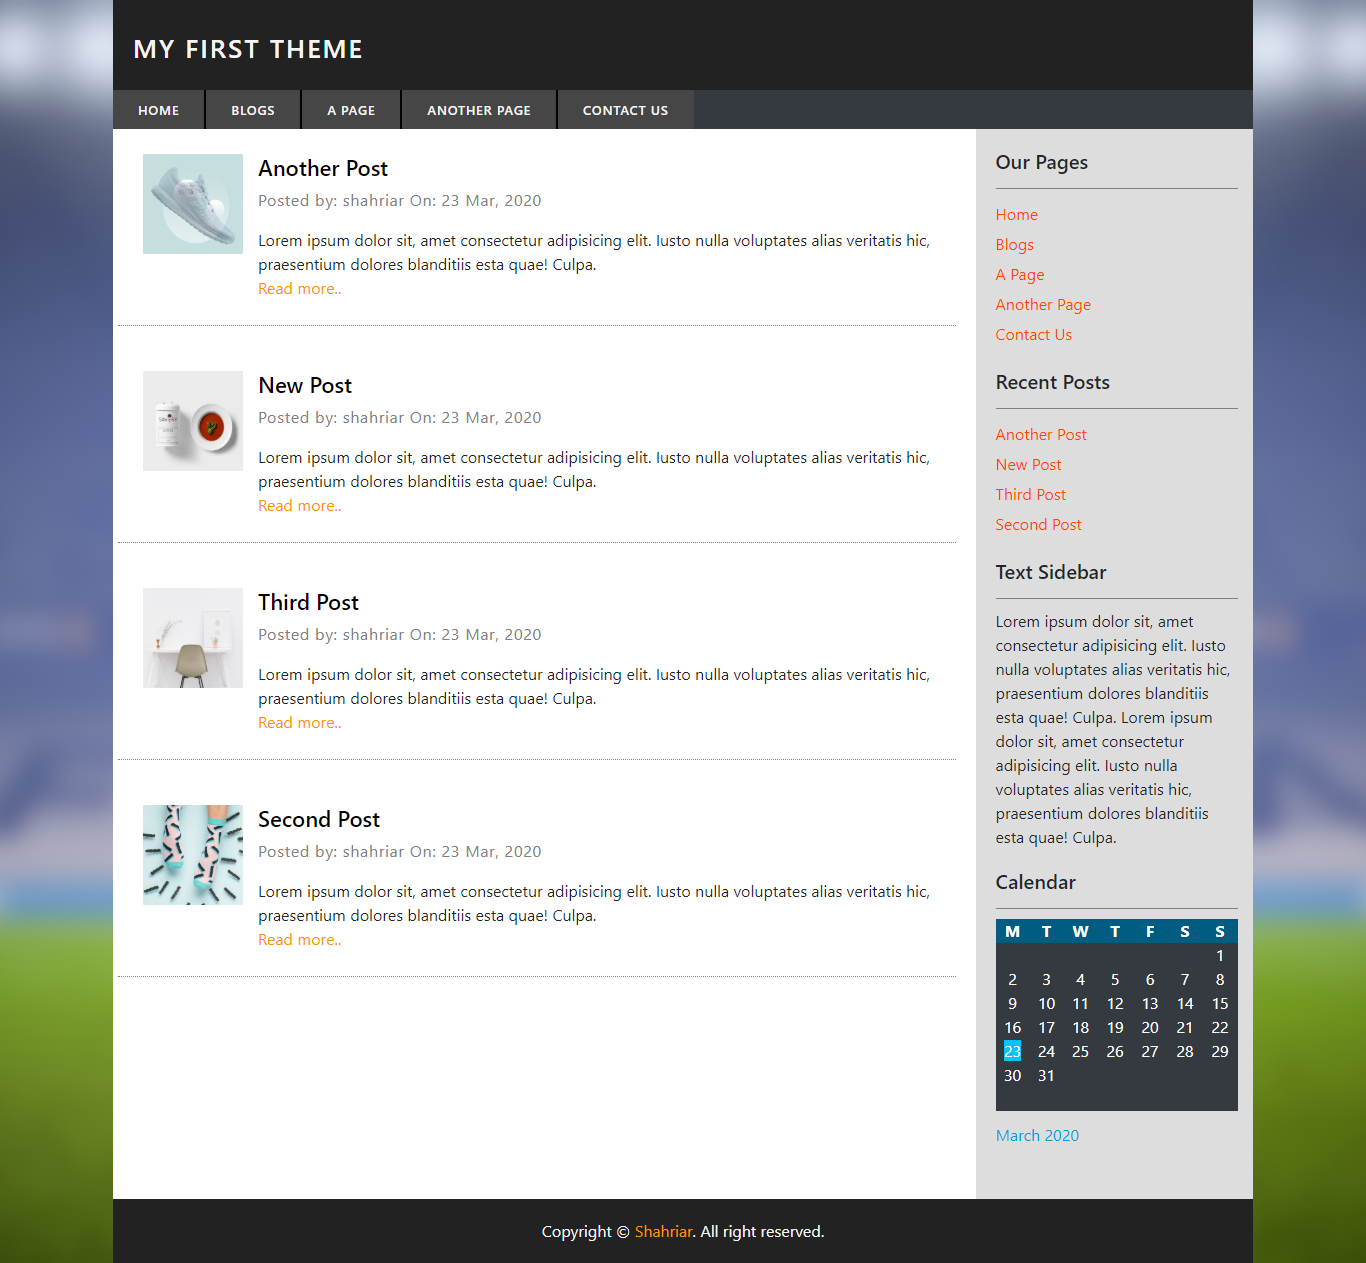 MY FIRST THEME
HOME BLOGS A PAGE ANOTHER PAGE CONTACT US
Another Post
Posted by: shahriar On: 23 Mar, 2020
Lorem ipsum dolor sit, amet consectetur adipisicing elit. Iusto nulla voluptates alias veritatis hic,
praesentium dolores blanditiis esta quae! Culpa.
Read more..
New Post
Posted by: shahriar On: 23 Mar, 2020
Lorem ipsum dolor sit, amet consectetur adipisicing elit. Iusto nulla voluptates alias veritatis hic,
praesentium dolores blanditiis esta quae! Culpa.
Read more..
Third Post
Posted by: shahriar On: 23 Mar, 2020
Lorem ipsum dolor sit, amet consectetur adipisicing elit. Iusto nulla voluptates alias veritatis hic,
praesentium dolores blanditiis esta quae! Culpa.
Read more..
Second Post
Posted by: shahriar On: 23 Mar, 2020
Lorem ipsum dolor sit, amet consectetur adipisicing elit. Iusto nulla voluptates alias veritatis hic,
praesentium dolores blanditiis esta quae! Culpa.
Read more..
Our Pages
Home
Blogs
A Page
Another Page
Contact Us
Recent Posts
Another Post
New Post
Third Post
Second Post
Text Sidebar
Lorem ipsum dolor sit, amet
consectetur adipisicing elit. Iusto
nulla voluptates alias veritatis hic,
praesentium dolores blanditiis
esta quae! Culpa. Lorem ipsum
dolor sit, amet consectetur
adipisicing elit. Iusto nulla
voluptates alias veritatis hic,
praesentium dolores blanditiis
esta quae! Culpa.
Calendar
M T W T F S S
1
2 3 4 5 6 7 8
9 10 11 12 13 14 15
16 17 18 19 20 21 22
23 24 25 26 27 28 29
30 31
March 2020
Copyright © Shahriar. All right reserved.